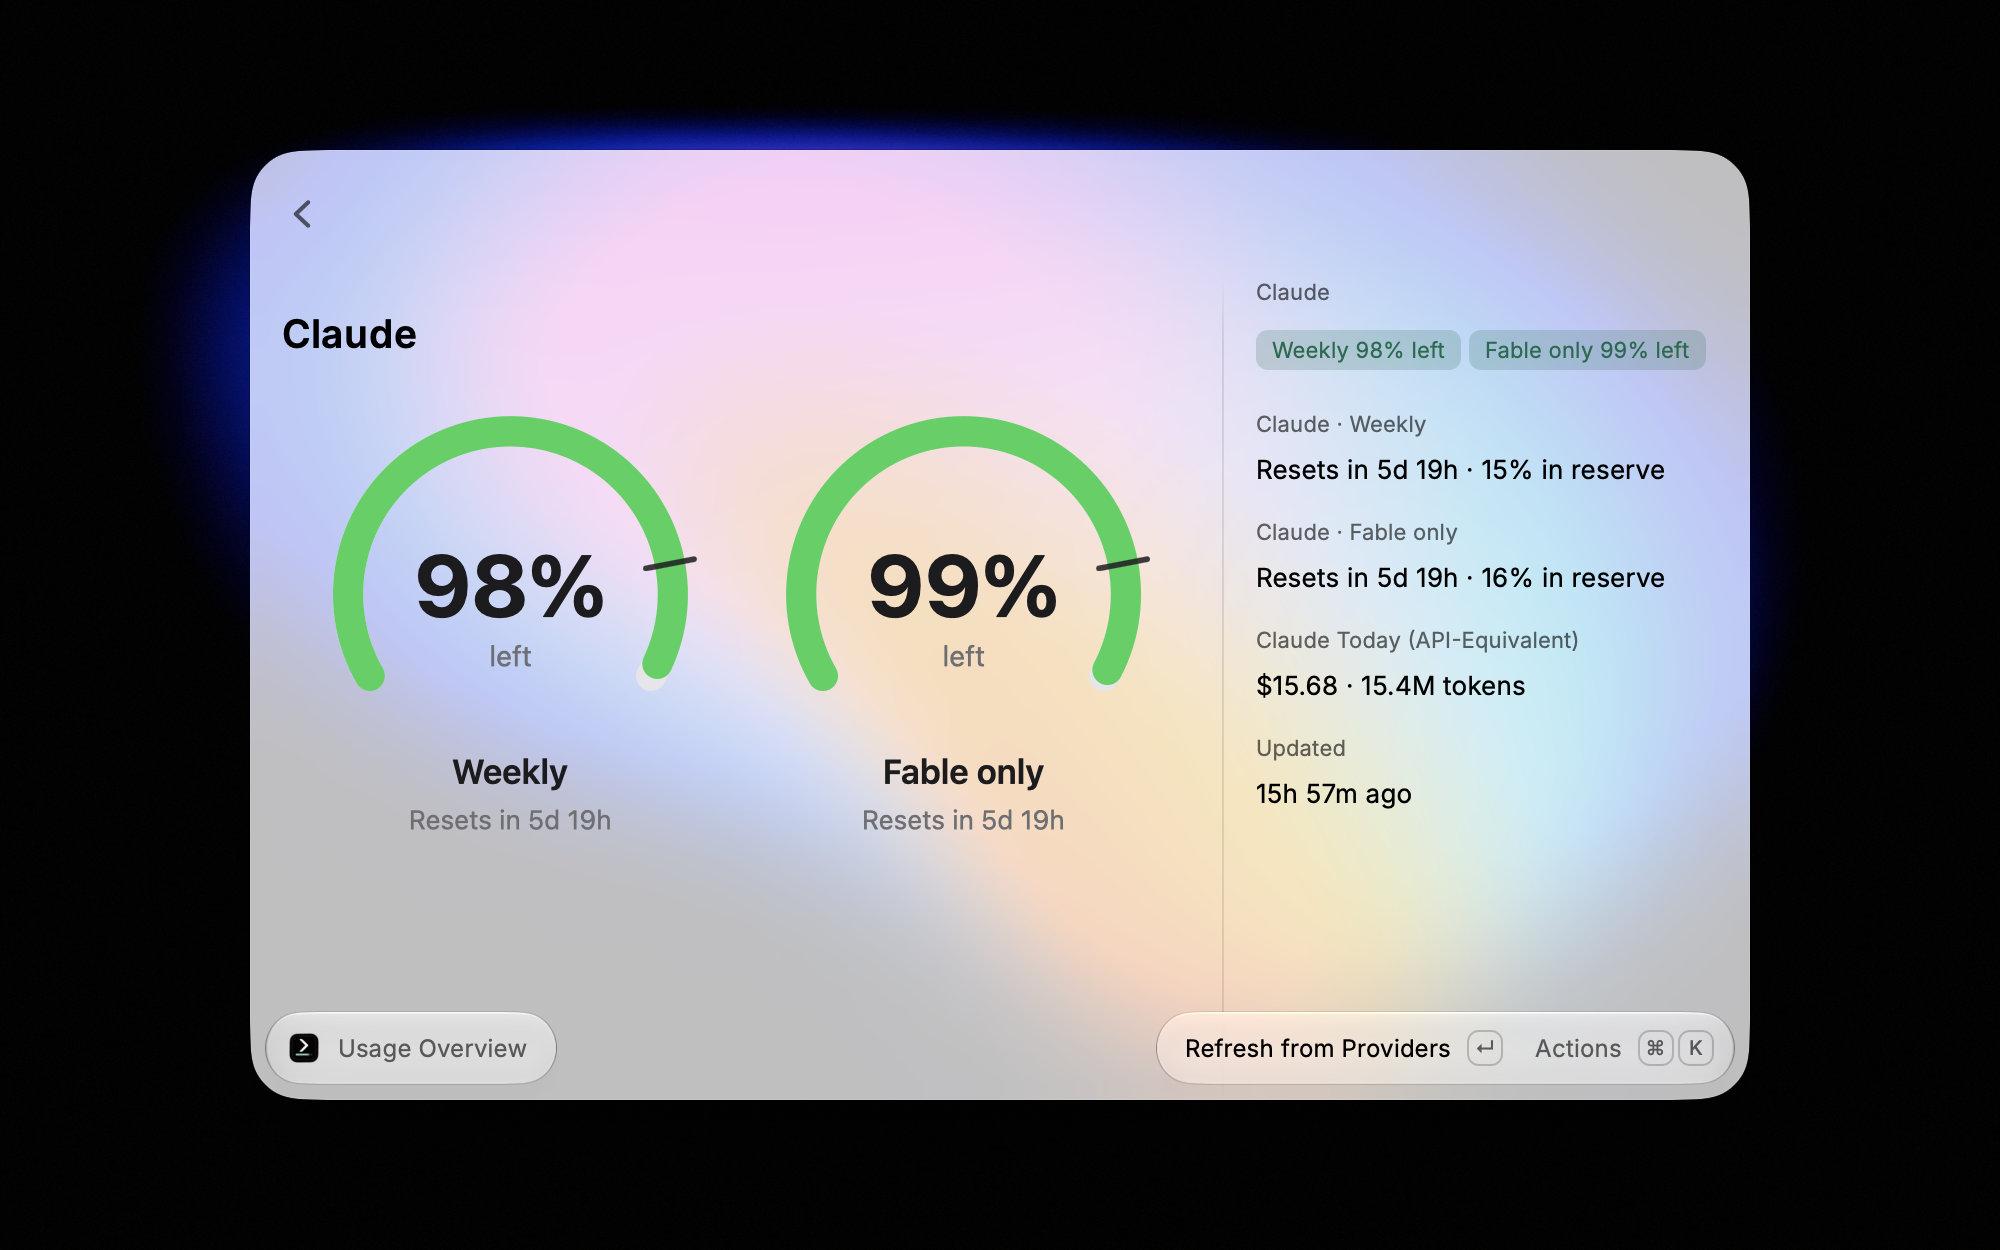 Claude
98%
left
Weekly
Resets in 5d 19h
99%
left
Fable only
Resets in 5d 19h
Claude
Weekly 98% left
Fable only 99% left
Claude · Weekly
Resets in 5d 19h · 15% in reserve
Claude · Fable only
Resets in 5d 19h · 16% in reserve
Claude Today (API-Equivalent)
$15.68 · 15.4M tokens
Updated
15h 57m ago
Usage Overview
Refresh from Providers ↵ Actions ⌘ K